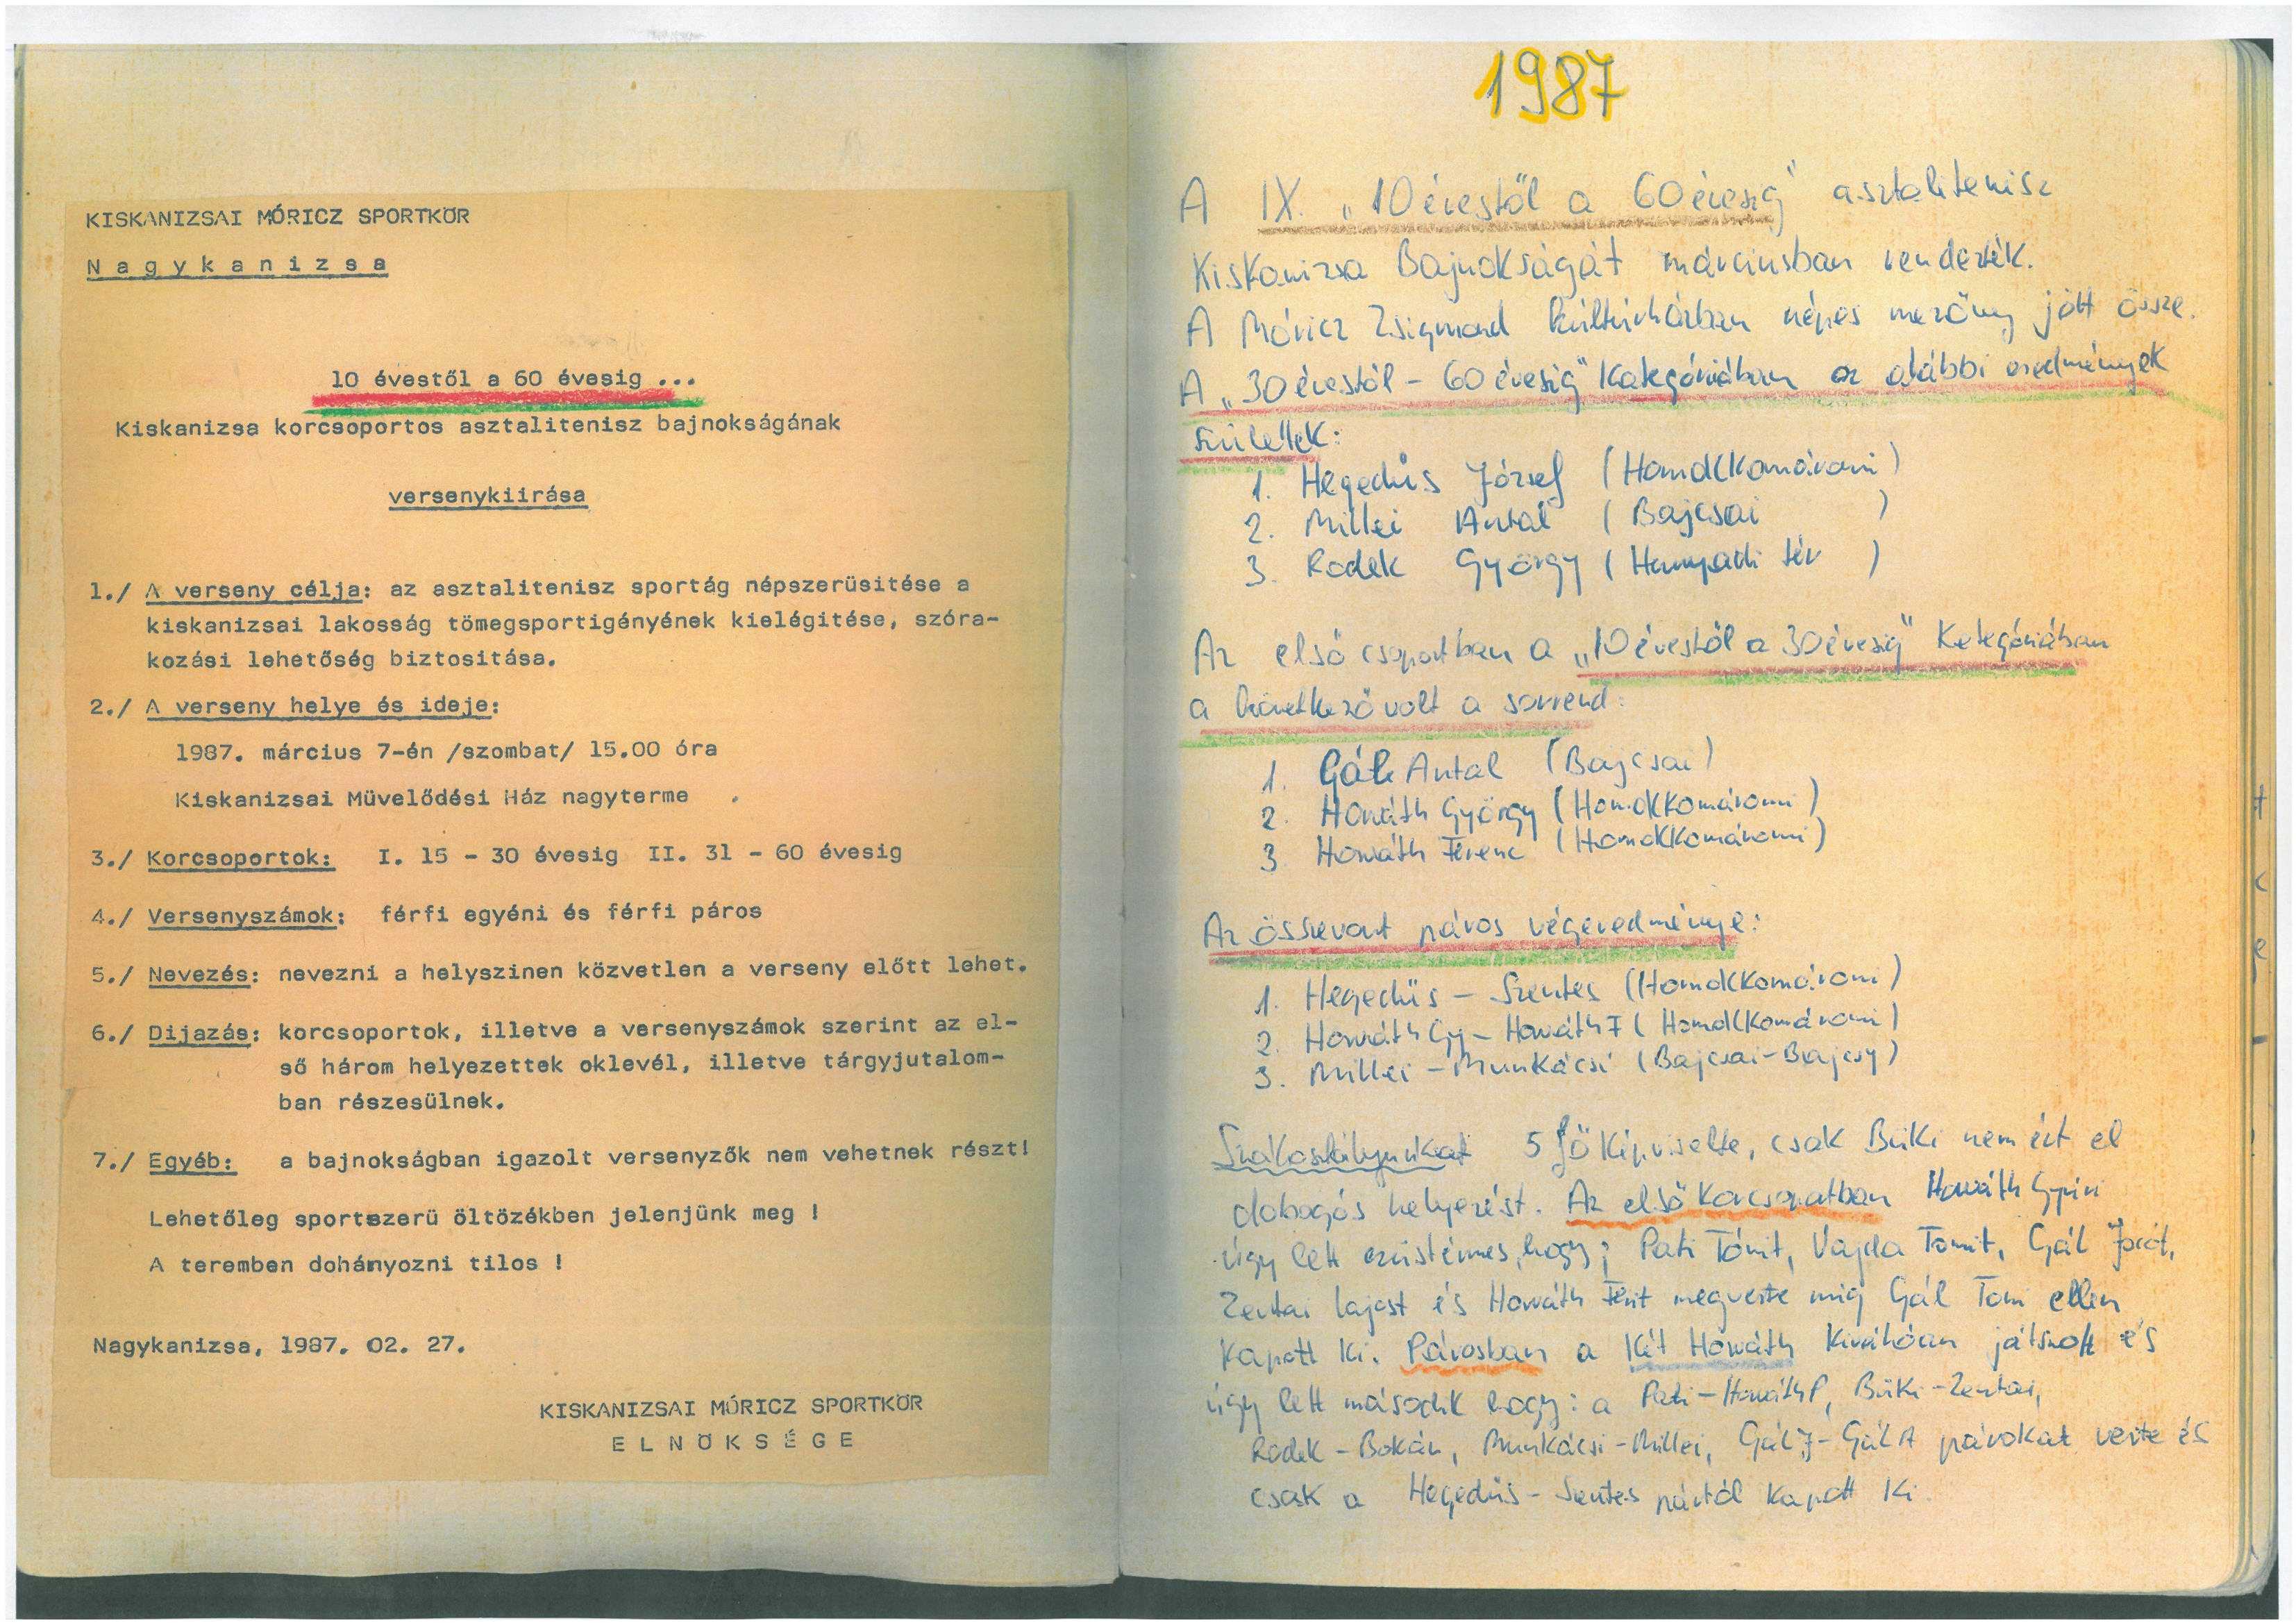 KISKANIZSAI MÓRICZ SPORTKÖR
Nagykanizsa
10 évestől a 60 évesig ...
Kiskanizsa korcsoportos asztalitenisz bajnokságának
versenykiirása
1./ A verseny célja: az asztalitenisz sportág népszerüsitése a
kiskanizsai lakosság tömegsportigényének kielégitése, szóra-
kozási lehetőség biztositása.
2./ A verseny helye és ideje:
1987. március 7-én /szombat/ 15.00 óra
Kiskanizsai Müvelődési Ház nagyterme .
3./ Korcsoportok: I. 15 - 30 évesig II. 31 - 60 évesig
4./ Versenyszámok: férfi egyéni és férfi páros
5./ Nevezés: nevezni a helyszinen közvetlen a verseny előtt lehet.
6./ Dijazás: korcsoportok, illetve a versenyszámok szerint az el-
ső három helyezettek oklevél, illetve tárgyjutalom-
ban részesülnek.
7./ Egyéb: a bajnokságban igazolt versenyzők nem vehetnek részt!
Lehetőleg sportszerü öltözékben jelenjünk meg !
A teremben dohányozni tilos !
Nagykanizsa, 1987. 02. 27.
KISKANIZSAI MÓRICZ SPORTKÖR
ELNÖKSÉGE
1987
A IX. „10 évestől a 60 évesig" asztalitenisz
Kiskanizsa Bajnokságát márciusban rendezték.
A Móricz Zsigmond Kultúrházban népes mezőny jött össze.
A „30 évestől - 60 évesig" kategóriában az alábbi eredmények
születtek:
1. Hegedüs József (Homokkomáromi)
2. Millei Antal (Bajcsai )
3. Rodek György (Hunyadi tér )
Az első csoportban a „10 évestől a 30 évesig" kategóriában
a következő volt a sorrend:
1. Gál Antal (Bajcsai)
2. Horváth György (Homokkomáromi)
3 Horváth Ferenc (Homokkomáromi)
Az összevont páros végeredménye:
1. Hegedüs - Szentes (Homokkomáromi)
2. Horváth Gy - Horváth F (Homokkomáromi)
3. Millei - Munkácsi (Bajcsai-Bajcsy)
Szakosztályunkat 5 fő képviselte, csak Büki nem ért el
dobogós helyezést. Az első korcsoportban Horváth Gyuri
úgy lett ezüstérmes, hogy; Pati Tónit, Vajda Tomit, Gál Józsit,
Zentai Lajost és Horváth Ferit megverte mig Gál Toni ellen
kapott ki. Párosban a két Horváth kiválóan játszott és
úgy lett második hogy: a Pati - Horváth P, Büki - Zentai,
Rodek - Bokán, Munkácsi - Millei, Gál J - Gál A párokat verte és
csak a Hegedüs - Szentes pártól kapott ki.